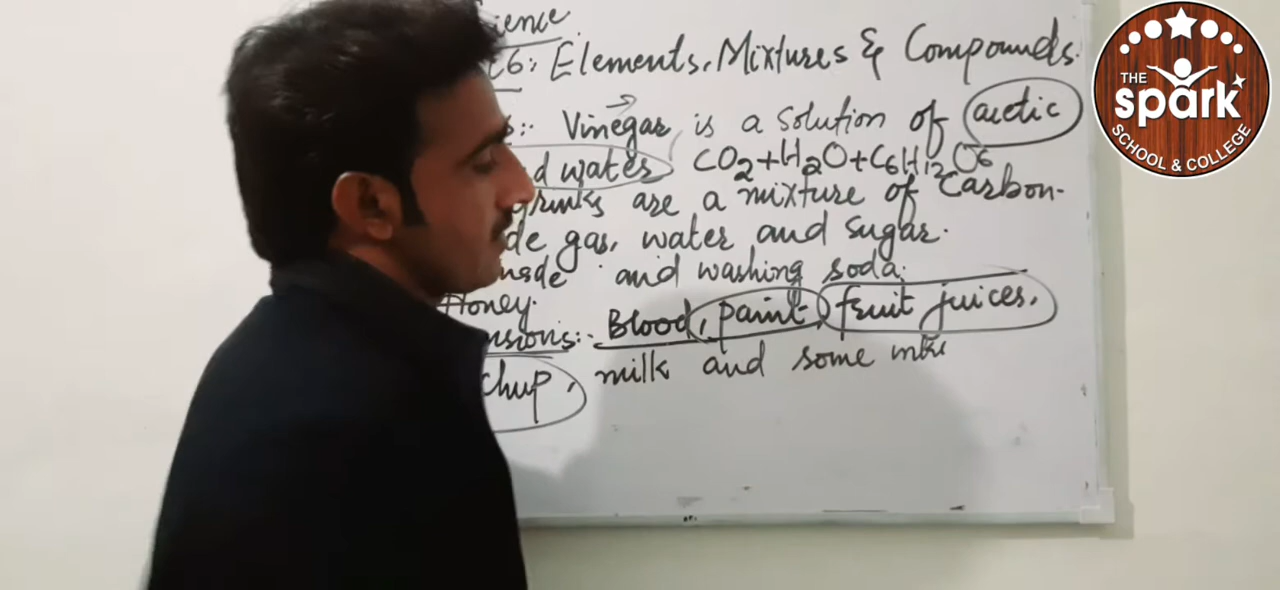 ience
6: Elements, Mixtures & Compounds.
Vinegar is a solution of acetic
d water CO2+H2O+C6H12O6
drinks are a mixture of Carbon-
de gas, water and sugar.
made and washing soda.
Honey.
nsions:- Blood, paint, fruit juices,
chup, milk and some inks
THE
spark
SCHOOL & COLLEGE